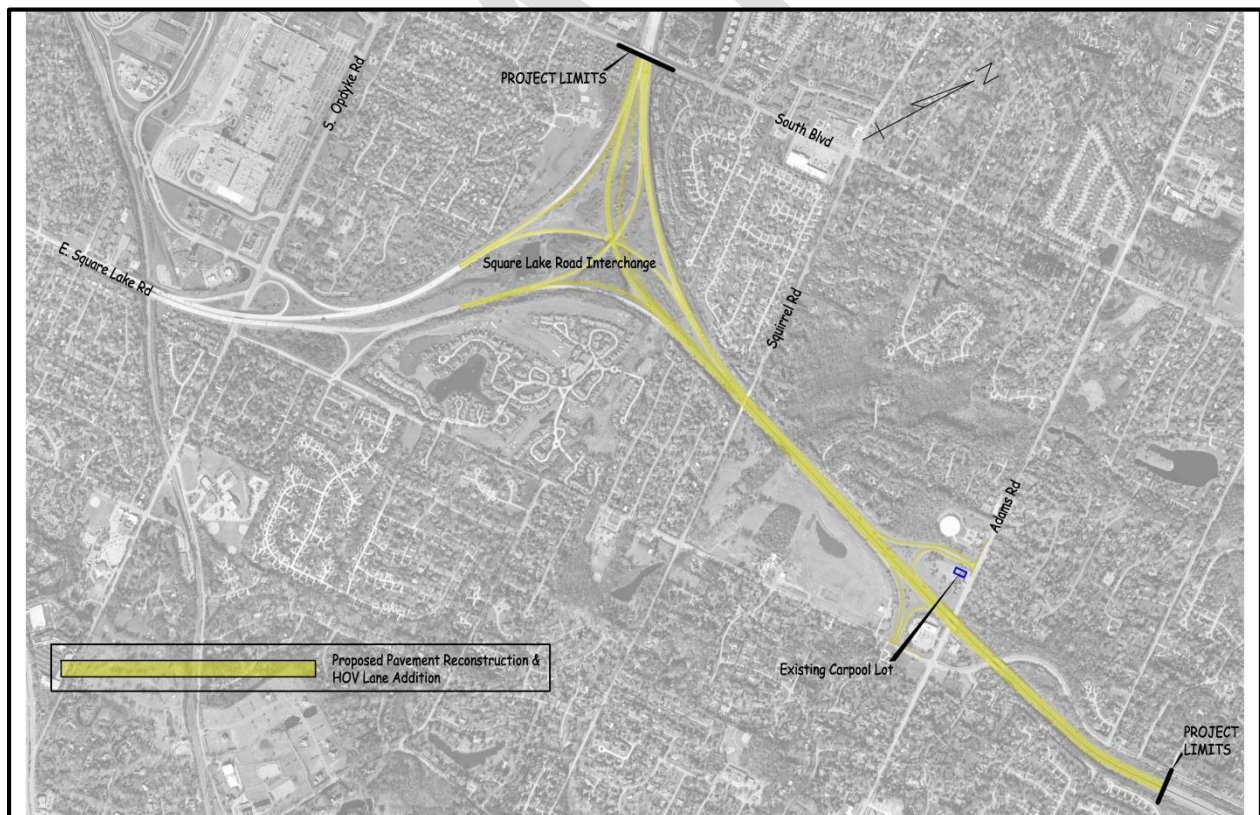 PROJECT LIMITS
S. Opdyke Rd
N
South Blvd
E. Square Lake Rd
Square Lake Road Interchange
Squirrel Rd
Adams Rd
Existing Carpool Lot
Proposed Pavement Reconstruction &
HOV Lane Addition
PROJECT
LIMITS